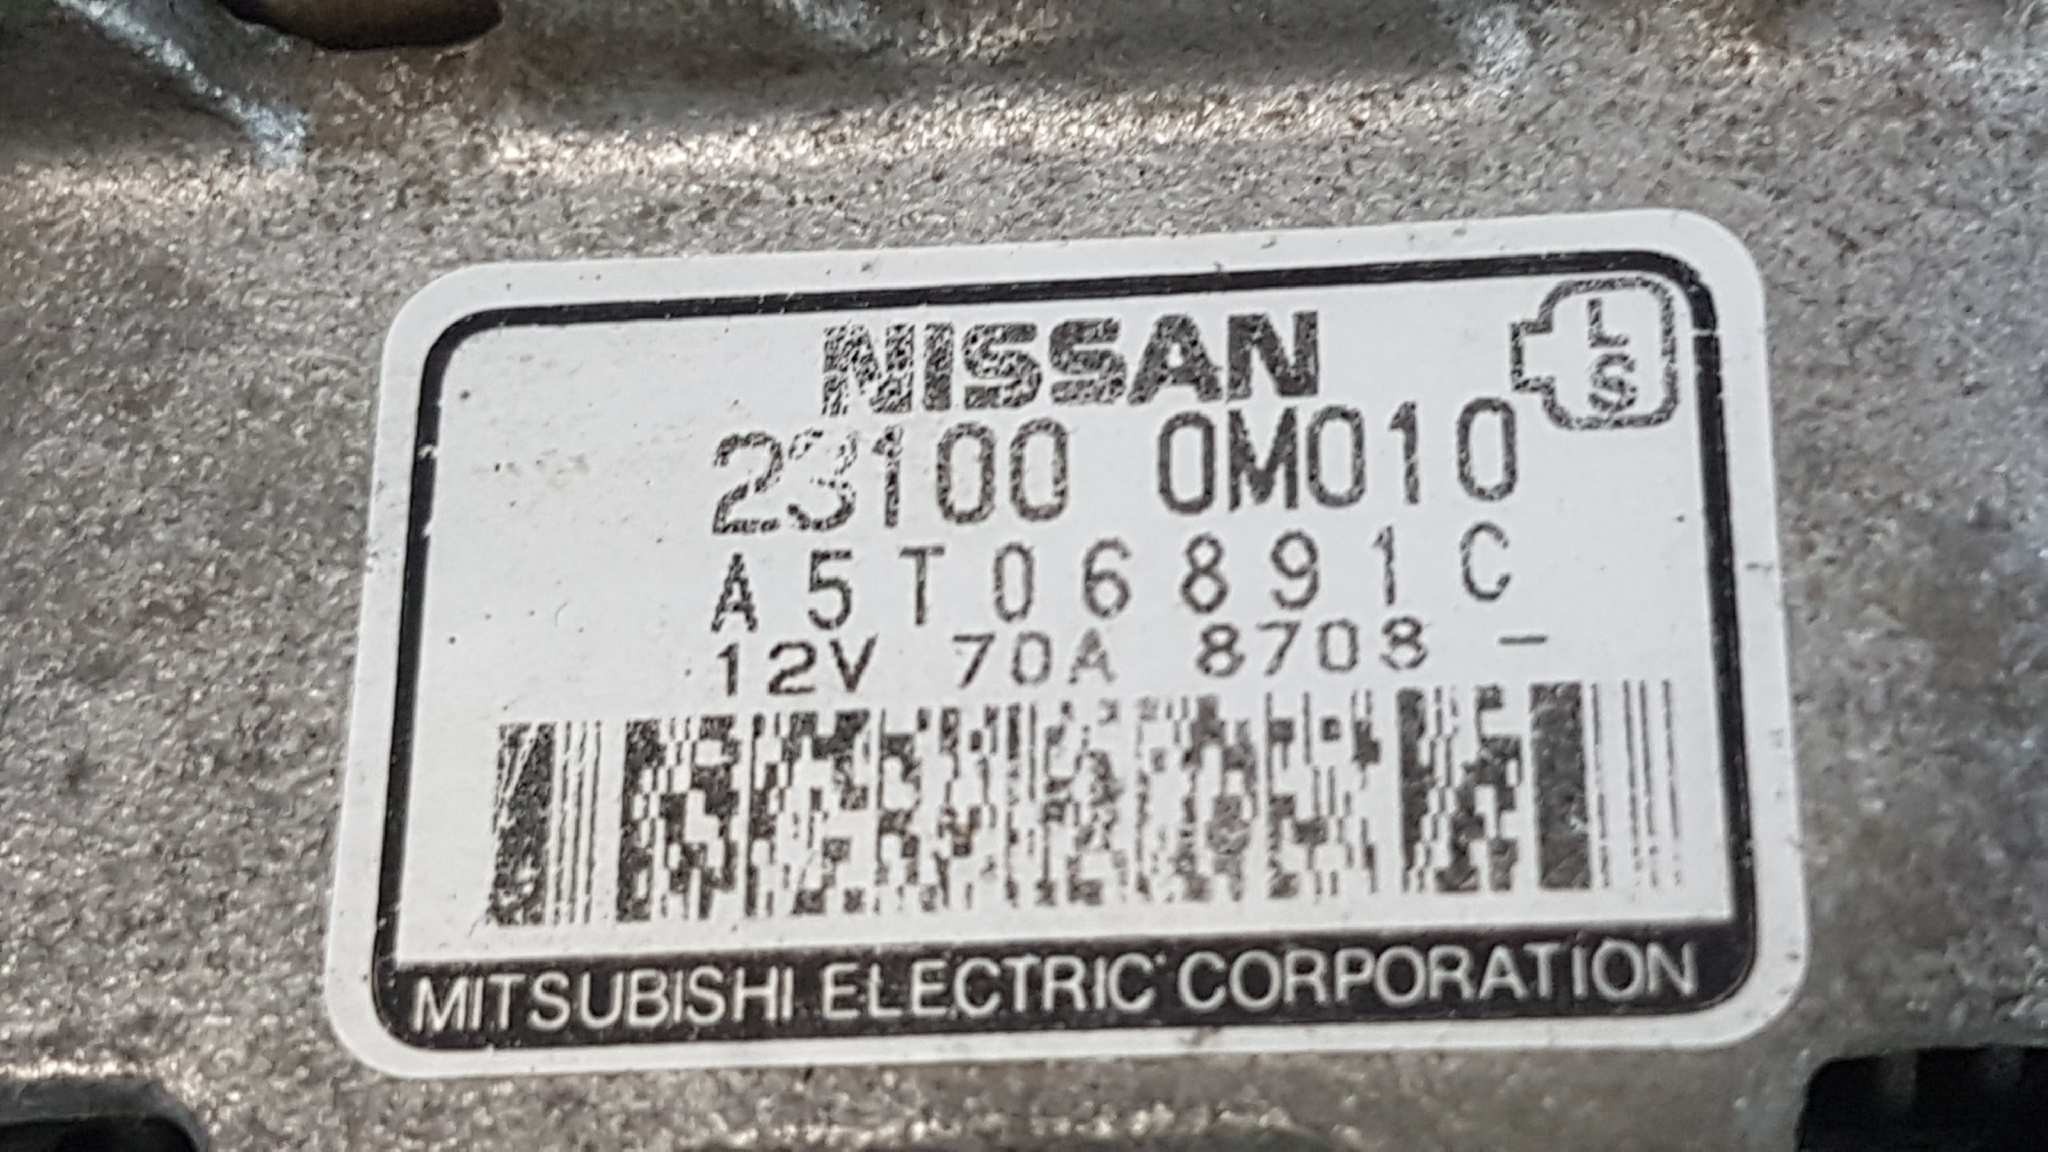 NISSAN
S L
23100 0M010
A5T06891C
12V 70A 8708 -
MITSUBISHI ELECTRIC CORPORATION